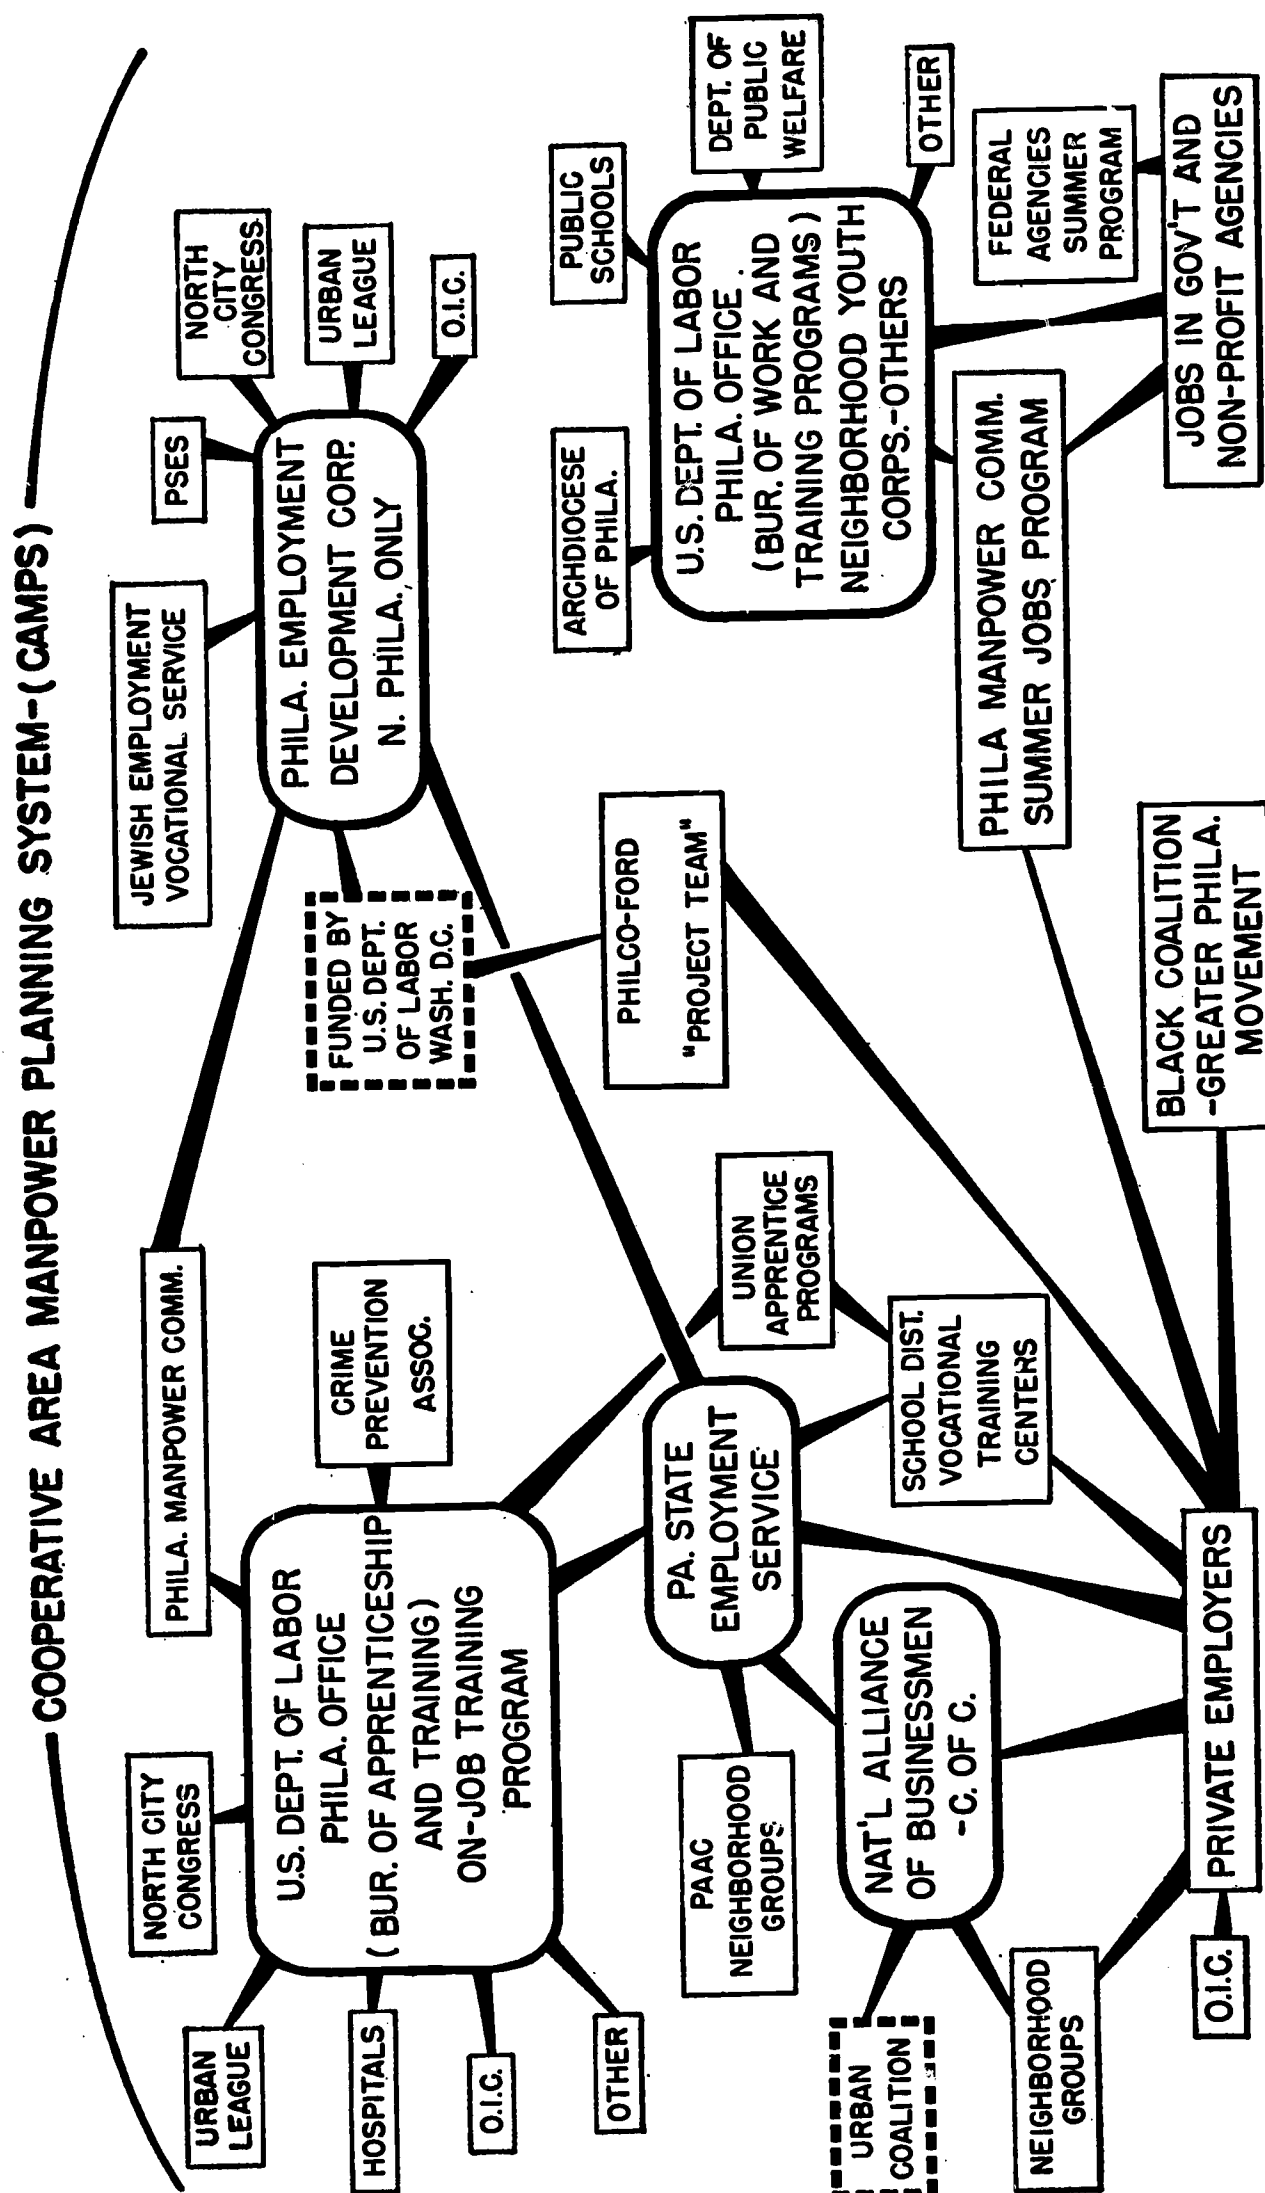 COOPERATIVE AREA MANPOWER PLANNING SYSTEM-(CAMPS)
URBAN
LEAGUE
NORTH CITY
CONGRESS
PHILA. MANPOWER COMM.
JEWISH EMPLOYMENT
VOCATIONAL SERVICE
PSES
NORTH
CITY
CONGRESS
URBAN
LEAGUE
O.I.C.
HOSPITALS
O.I.C.
OTHER
U.S. DEPT. OF LABOR
PHILA. OFFICE
(BUR. OF APPRENTICESHIP
AND TRAINING)
ON-JOB TRAINING
PROGRAM
CRIME
PREVENTION
ASSOC.
FUNDED BY
U.S. DEPT.
OF LABOR
WASH. D.C.
PHILA. EMPLOYMENT
DEVELOPMENT CORP.
N. PHILA. ONLY
PHILCO-FORD
"PROJECT TEAM"
ARCHDIOCESE
OF PHILA.
PUBLIC
SCHOOLS
DEPT. OF
PUBLIC
WELFARE
OTHER
U.S. DEPT. OF LABOR
PHILA. OFFICE
(BUR. OF WORK AND
TRAINING PROGRAMS)
NEIGHBORHOOD YOUTH
CORPS.-OTHERS
PAAC
NEIGHBORHOOD
GROUPS
PA. STATE
EMPLOYMENT
SERVICE
UNION
APPRENTICE
PROGRAMS
SCHOOL DIST.
VOCATIONAL
TRAINING
CENTERS
URBAN
COALITION
NAT'L ALLIANCE
OF BUSINESSMEN
-C. OF C.
NEIGHBORHOOD
GROUPS
PHILA MANPOWER COMM.
SUMMER JOBS PROGRAM
FEDERAL
AGENCIES
SUMMER
PROGRAM
O.I.C.
PRIVATE EMPLOYERS
BLACK COALITION
-GREATER PHILA.
MOVEMENT
JOBS IN GOV'T AND
NON-PROFIT AGENCIES